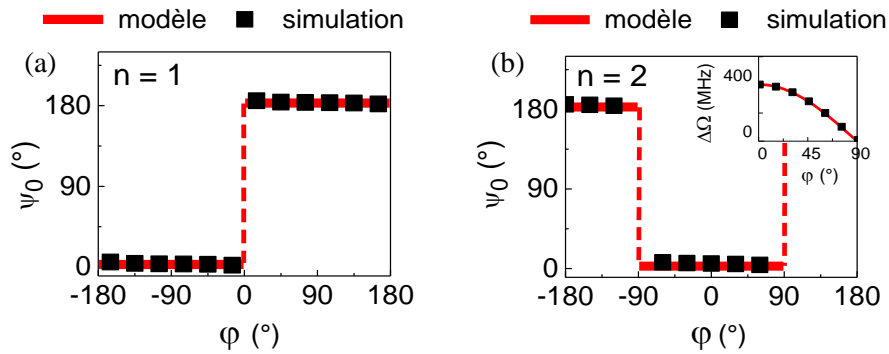 modèle simulation
modèle simulation
(a)
n = 1
180
90
0
ψ0 (°)
-180 -90 0 90 180
φ (°)
(b)
n = 2
180
90
0
ψ0 (°)
-180 -90 0 90 180
φ (°)
400
0
ΔΩ (MHz)
0 45 90
φ (°)